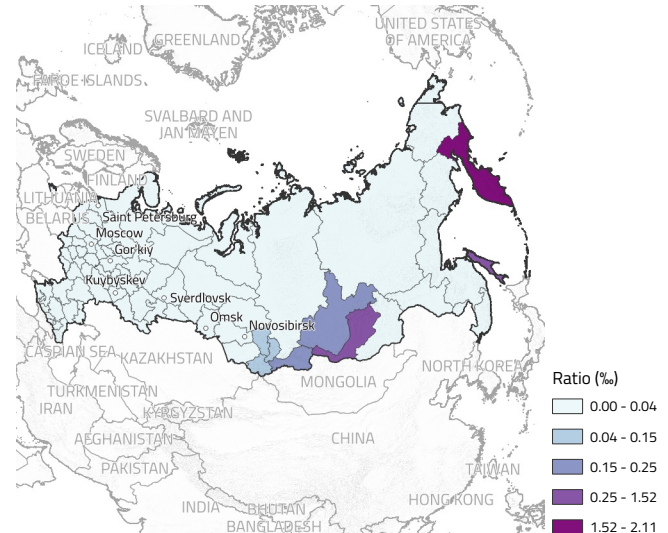 UNITED STATES
OF AMERICA
GREENLAND
ICELAND
FAROE ISLANDS
SVALBARD AND
JAN MAYEN
SWEDEN
FINLAND
LITHUANIA
BELARUS
Saint Petersburg
Moscow
Gor'kiy
Kuybyskev
Sverdlovsk
Omsk
Novosibirsk
CASPIAN SEA
KAZAKHSTAN
MONGOLIA
NORTH KOREA
TURKMENISTAN
IRAN
KYRGYZSTAN
AFGHANISTAN
CHINA
PAKISTAN
TAIWAN
INDIA
BHUTAN
HONG KONG
BANGLADESH
Ratio (‰)
0.00 - 0.04
0.04 - 0.15
0.15 - 0.25
0.25 - 1.52
1.52 - 2.11